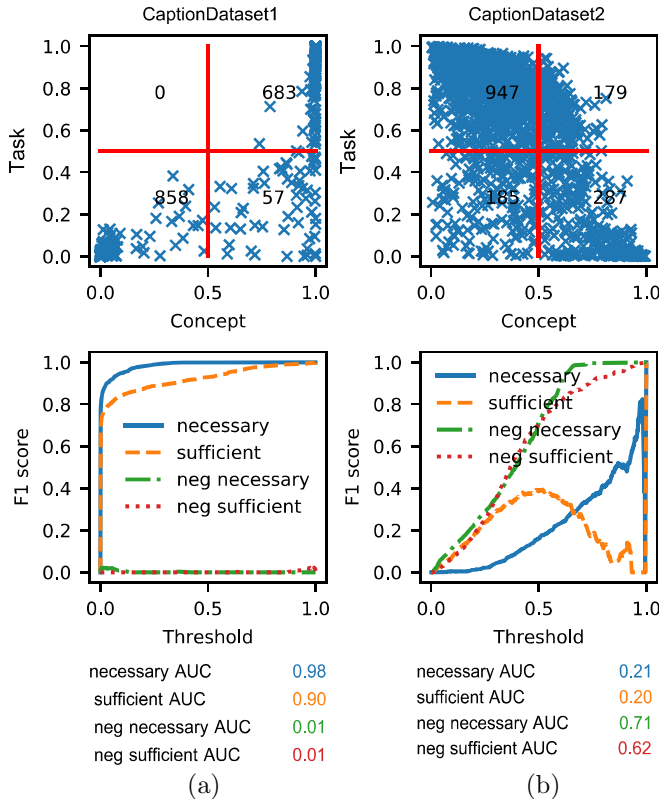 CaptionDataset1
1.0
0.8
0.6
0.4
0.2
0.0
Task
0
683
858
57
0.0
0.5
1.0
Concept
1.0
0.8
0.6
0.4
0.2
0.0
F1 score
necessary
sufficient
neg necessary
neg sufficient
0.0
0.5
1.0
Threshold
necessary AUC 0.98
sufficient AUC 0.90
neg necessary AUC 0.01
neg sufficient AUC 0.01
(a)
CaptionDataset2
1.0
0.8
0.6
0.4
0.2
0.0
Task
947
179
185
287
0.0
0.5
1.0
Concept
1.0
0.8
0.6
0.4
0.2
0.0
F1 score
necessary
sufficient
neg necessary
neg sufficient
0.0
0.5
1.0
Threshold
necessary AUC 0.21
sufficient AUC 0.20
neg necessary AUC 0.71
neg sufficient AUC 0.62
(b)